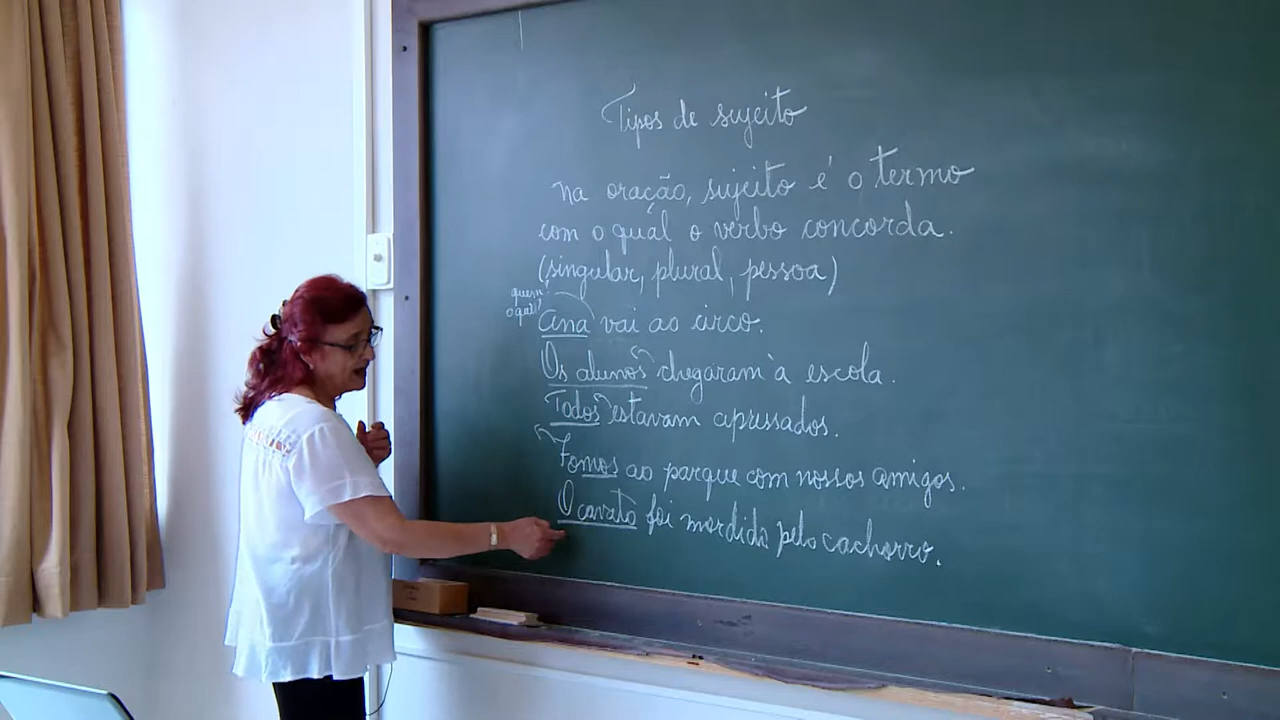 Tipos de sujeito
na oração, sujeito é o termo
com o qual o verbo concorda.
(singular, plural, pessoa)
quem?
o quê?
Ana vai ao circo.
Os alunos chegaram à escola.
Todos estavam apressados.
Fomos ao parque com nossos amigos.
O carrato foi mordido pelo cachorro.